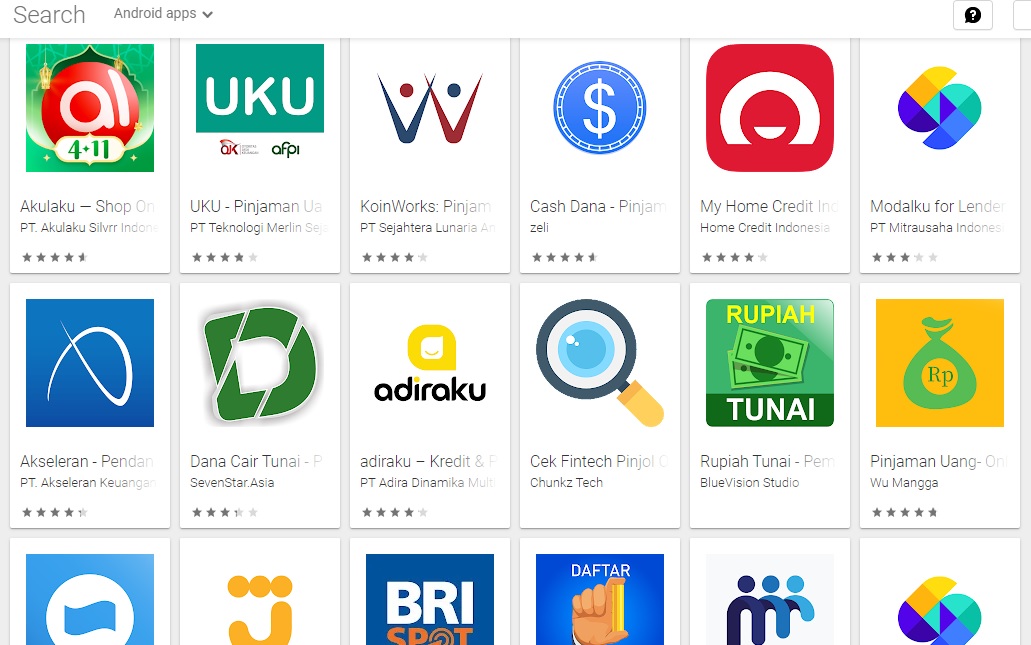 Search
Android apps
al
4•11
UKU
OJK
afpi
W
$
Akulaku — Shop On
PT. Akulaku Silvrr Indone
UKU - Pinjaman Ua
PT Teknologi Merlin Seja
KoinWorks: Pinjam
PT Sejahtera Lunaria An
Cash Dana - Pinjam
zeli
My Home Credit Ind
Home Credit Indonesia
Modalku for Lender
PT Mitrausaha Indones
adiraku
RUPIAH
TUNAI
Rp
Akseleran - Pendan
PT. Akseleran Keuangan
Dana Cair Tunai - P
SevenStar.Asia
adiraku – Kredit & P
PT Adira Dinamika Multi
Cek Fintech Pinjol O
Chunkz Tech
Rupiah Tunai - Pem
BlueVision Studio
Pinjaman Uang- On
Wu Mangga
BRI
SPOT
DAFTAR